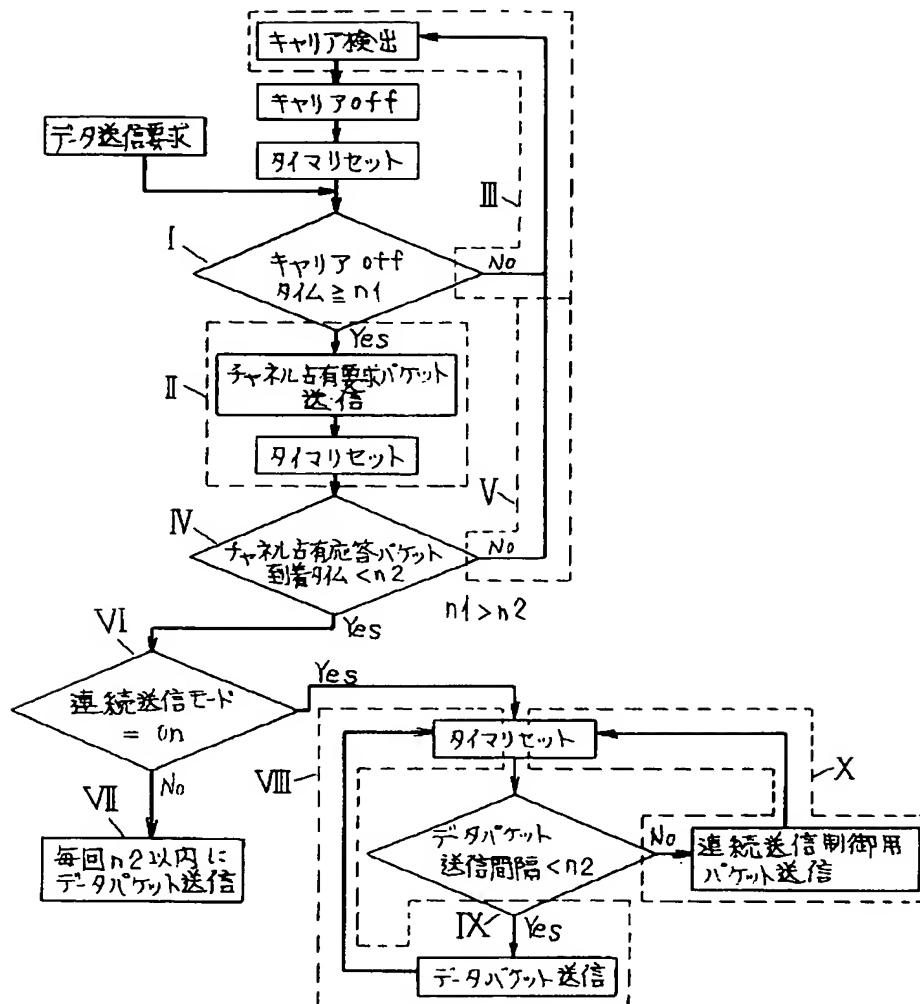 キャリア検出
キャリアoff
データ送信要求
タイマリセット
III
I
キャリア off
タイム≧n1
No
Yes
II
チャネル占有要求パケット
送信
タイマリセット
V
IV
チャネル占有応答パケット
到着タイム<n2
No
n1>n2
Yes
VI
連続送信モード
= on
Yes
No
VII
毎回n2以内に
データパケット送信
タイマリセット
VIII
X
データパケット
送信間隔<n2
No
連続送信制御用
パケット送信
IX
Yes
データパケット送信